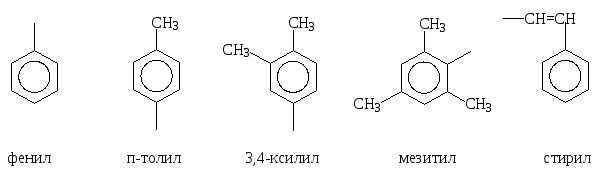 CH3 CH3 CH3 —CH=CH
CH3
CH3 CH3
фенил п-толил 3,4-ксилил мезитил стирил